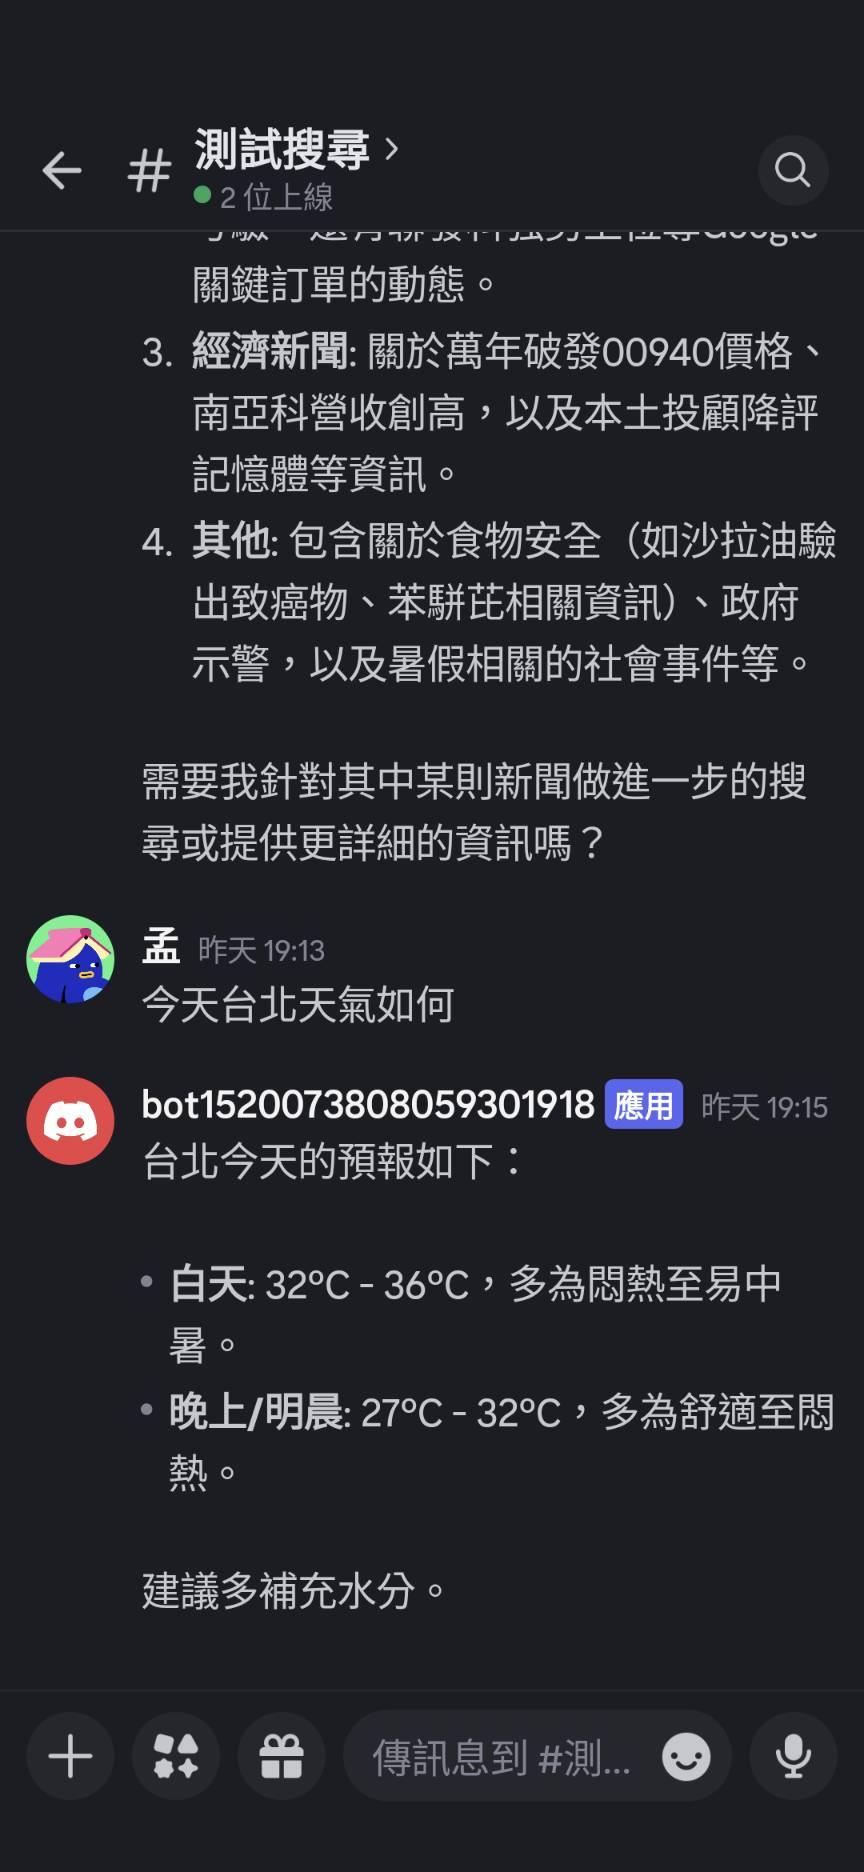 測試搜尋
2 位上線
關鍵訂單的動態。
3. 經濟新聞: 關於萬年破發00940價格、
南亞科營收創高，以及本土投顧降評
記憶體等資訊。
4. 其他: 包含關於食物安全（如沙拉油驗
出致癌物、苯駢芘相關資訊）、政府
示警，以及暑假相關的社會事件等。
需要我針對其中某則新聞做進一步的搜
尋或提供更詳細的資訊嗎？
孟 昨天 19:13
今天台北天氣如何
bot1520073808059301918 應用 昨天 19:15
台北今天的預報如下：
• 白天: 32°C - 36°C，多為悶熱至易中
暑。
• 晚上/明晨: 27°C - 32°C，多為舒適至悶
熱。
建議多補充水分。
傳訊息到 #測...